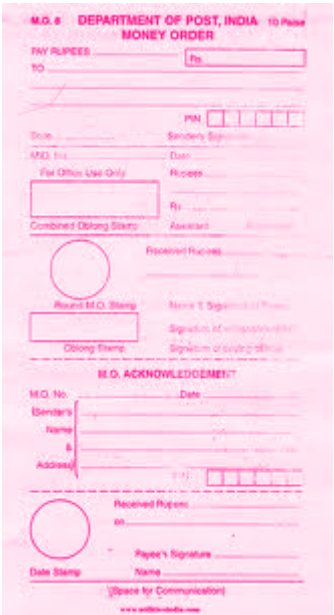 M.O. 8 DEPARTMENT OF POST, INDIA 10 Paise
MONEY ORDER
PAY RUPEES
Rs.
TO
PIN
Date Sender's
M.O. No. Date
For Office Use Only Rupees
Rs.
Combined Oblong Stamp Assistant
Received Rupees
Round M.O. Stamp Name & Signature of
Signature of
Oblong Stamp Signature of paying official
M.O. ACKNOWLEDGEMENT
M.O. No. Date
(Sender's
Name
&
Address)
PIN
Received Rupees
on
Payee's Signature
Date Stamp Name
(Space for Communication)